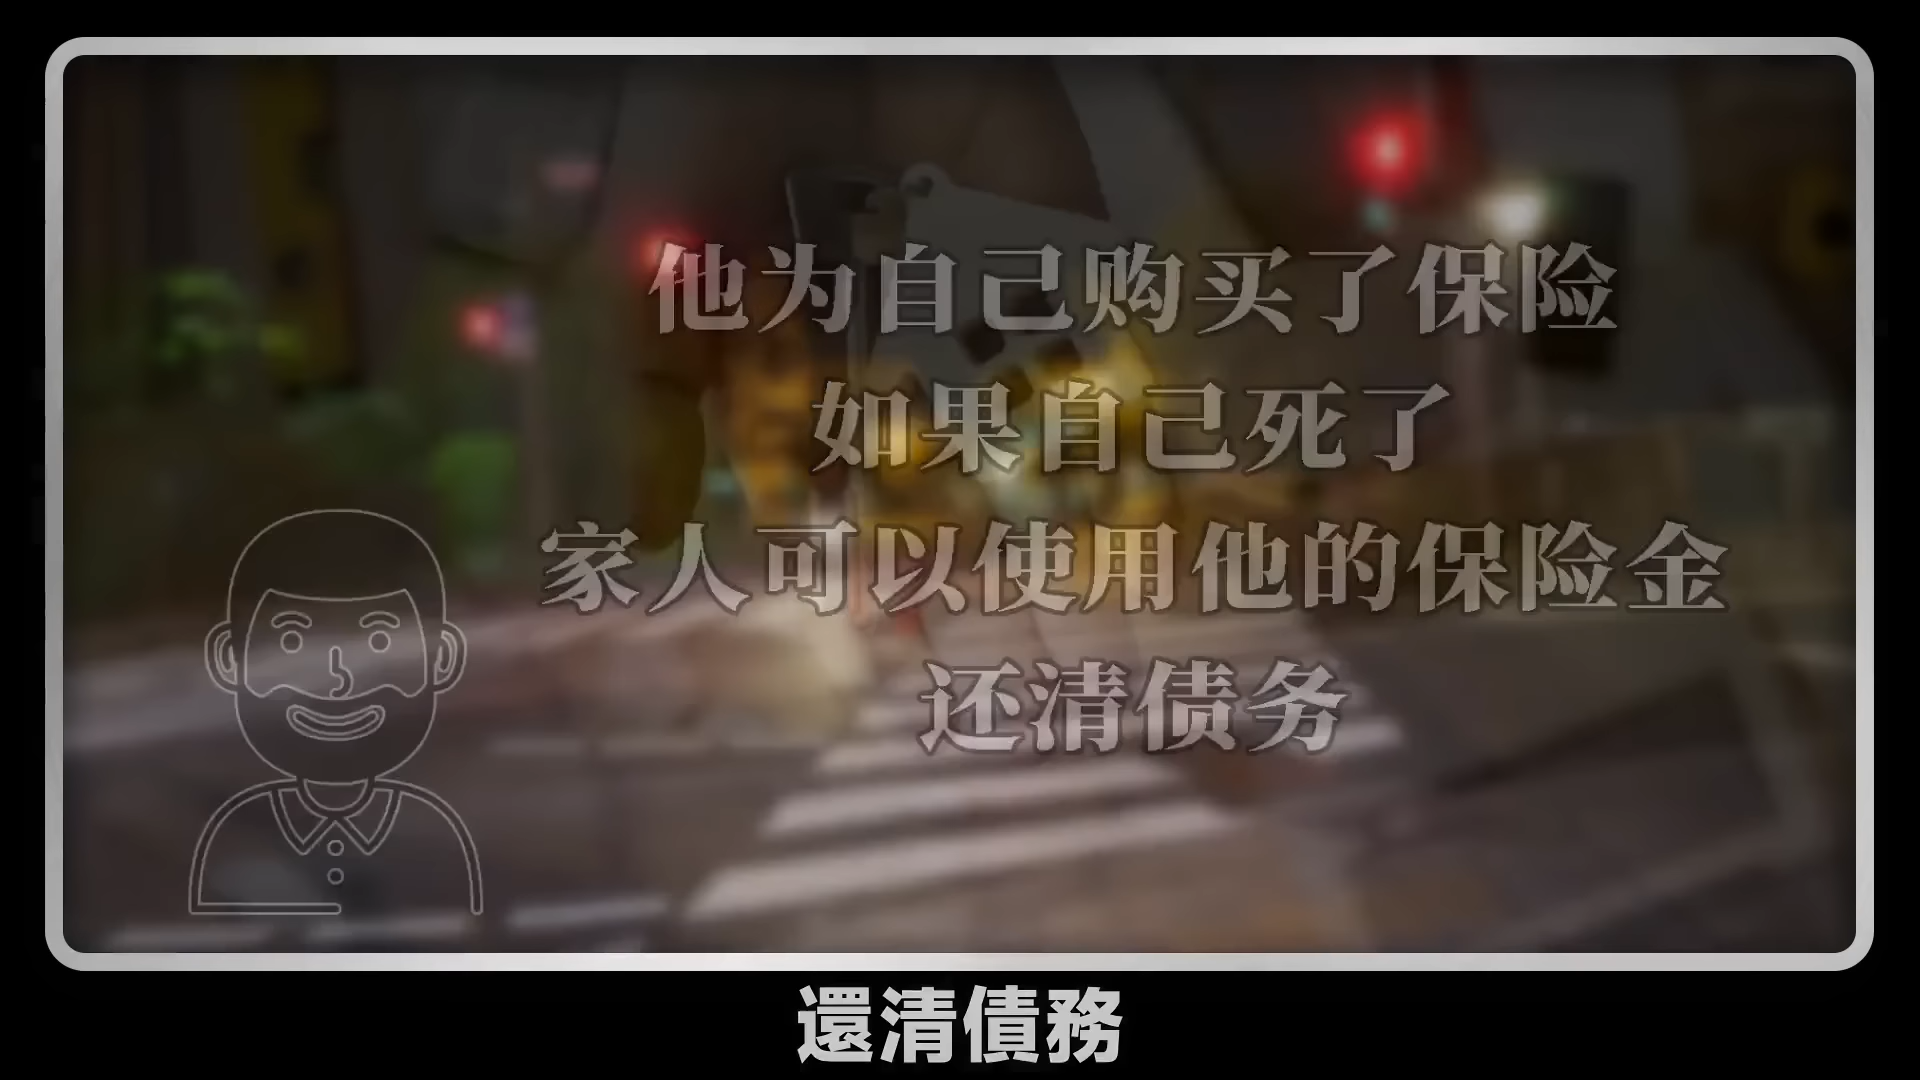 他为自己购买了保险
如果自己死了
家人可以使用他的保险金
还清债务
還清債務